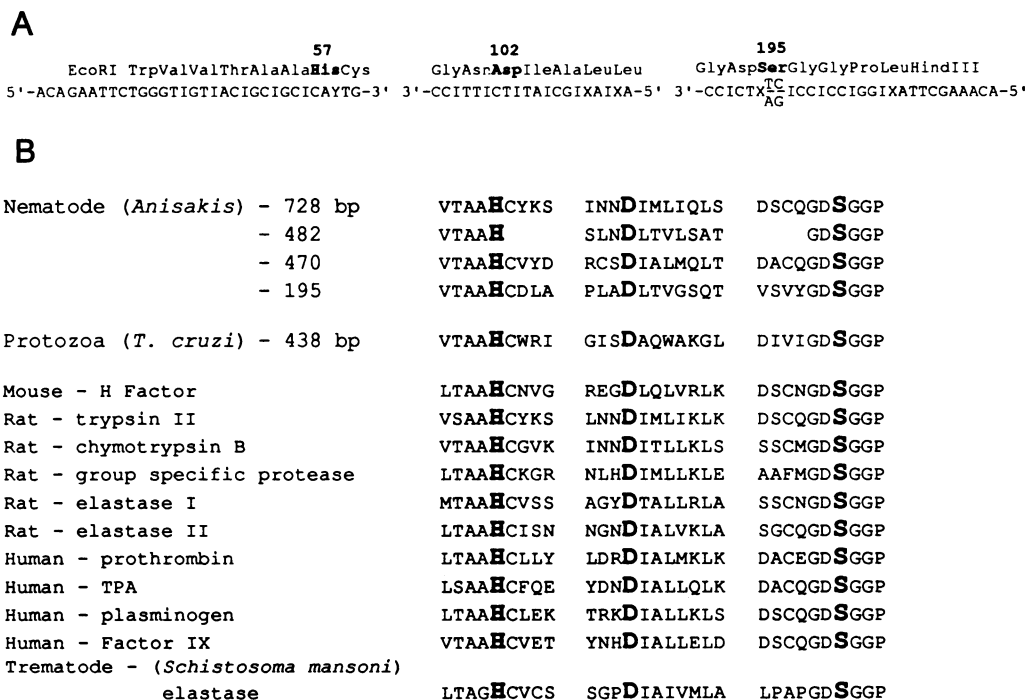 A
57 102 195
EcoRI TrpValValThrAlaAlaHisCys GlyAsnAspIleAlaLeuLeu GlyAspSerGlyGlyProLeuHindIII
5'-ACAGAATTCTGGGTIGTIACIGCIGCICAYTG-3' 3'-CCITTICTITAICGIXAIXA-5' 3'-CCICTXTC/AGICCICCIGGIXATTCGAAACA-5'
B
Nematode (Anisakis) - 728 bp VTAAHCYKS INNDIMLIQLS DSCQGDSGGP
- 482 VTAAH SLNDLTVLSAT GDSGGP
- 470 VTAAHCVYD RCSDIALMQLT DACQGDSGGP
- 195 VTAAHCDLA PLADLTVGSQT VSVYGDSGGP
Protozoa (T. cruzi) - 438 bp VTAAHCWRI GISDAQWAKGL DIVIGDSGGP
Mouse - H Factor LTAAHCNVG REGDLQLVRLK DSCNGDSGGP
Rat - trypsin II VSAAHCYKS LNNDIMLIKLK DSCQGDSGGP
Rat - chymotrypsin B VTAAHCGVK INNDITLLKLS SSCMGDSGGP
Rat - group specific protease LTAAHCKGR NLHDIMLLKLE AAFMGDSGGP
Rat - elastase I MTAAHCVSS AGYDTALLRLA SSCNGDSGGP
Rat - elastase II LTAAHCISN NGNDIALVKLA SGCQGDSGGP
Human - prothrombin LTAAHCLLY LDRDIALMKLK DACEGDSGGP
Human - TPA LSAAHCFQE YDNDIALLQLK DACQGDSGGP
Human - plasminogen LTAAHCLEK TRKDIALLKLS DSCQGDSGGP
Human - Factor IX VTAAHCVET YNHDIALLELD DSCQGDSGGP
Trematode - (Schistosoma mansoni)
elastase LTAGHCVCS SGPDIAIVMLA LPAPGDSGGP